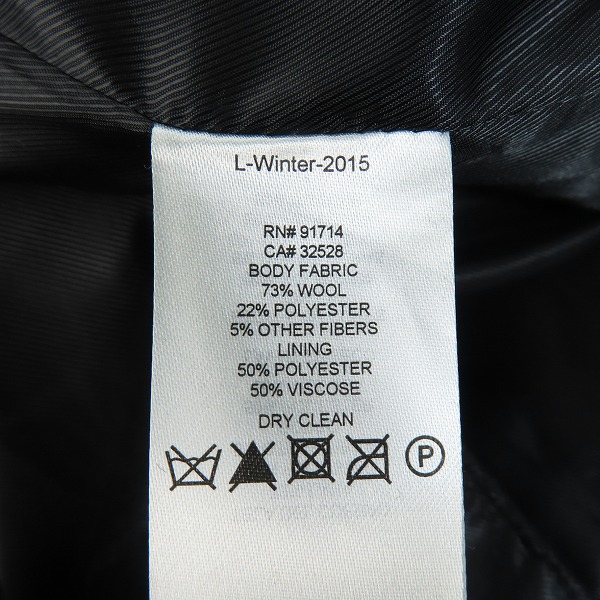 L-Winter-2015
RN# 91714
CA# 32528
BODY FABRIC
73% WOOL
22% POLYESTER
5% OTHER FIBERS
LINING
50% POLYESTER
50% VISCOSE
DRY CLEAN
P